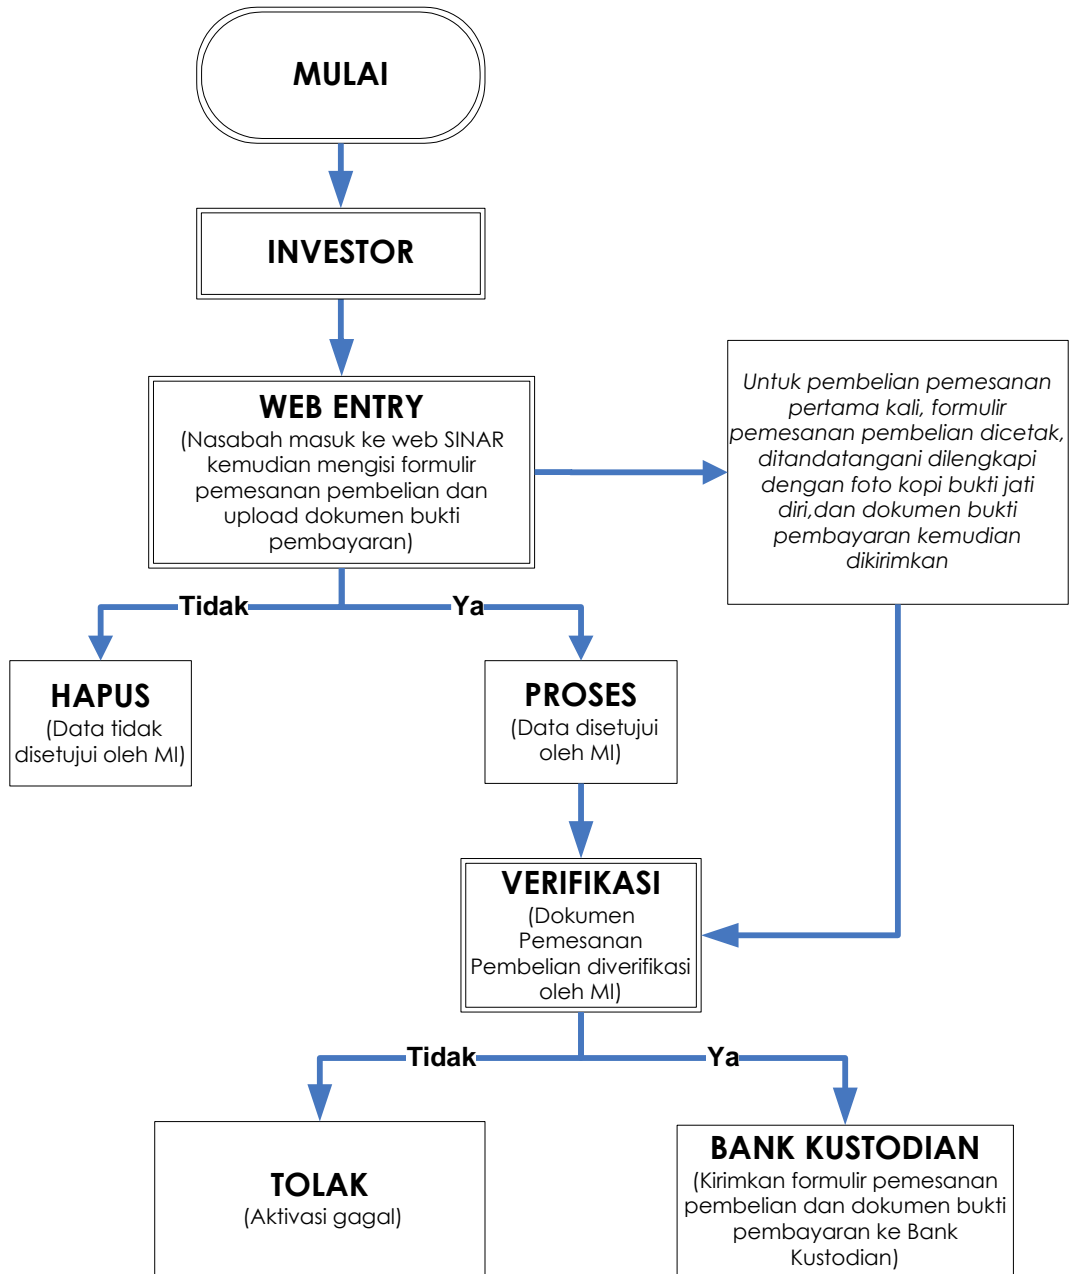 MULAI
INVESTOR
WEB ENTRY
(Nasabah masuk ke web SINAR
kemudian mengisi formulir
pemesanan pembelian dan
upload dokumen bukti
pembayaran)
Untuk pembelian pemesanan
pertama kali, formulir
pemesanan pembelian dicetak,
ditandatangani dilengkapi
dengan foto kopi bukti jati
diri,dan dokumen bukti
pembayaran kemudian
dikirimkan
Tidak
Ya
HAPUS
(Data tidak
disetujui oleh MI)
PROSES
(Data disetujui
oleh MI)
VERIFIKASI
(Dokumen
Pemesanan
Pembelian diverifikasi
oleh MI)
Tidak
Ya
TOLAK
(Aktivasi gagal)
BANK KUSTODIAN
(Kirimkan formulir pemesanan
pembelian dan dokumen bukti
pembayaran ke Bank
Kustodian)